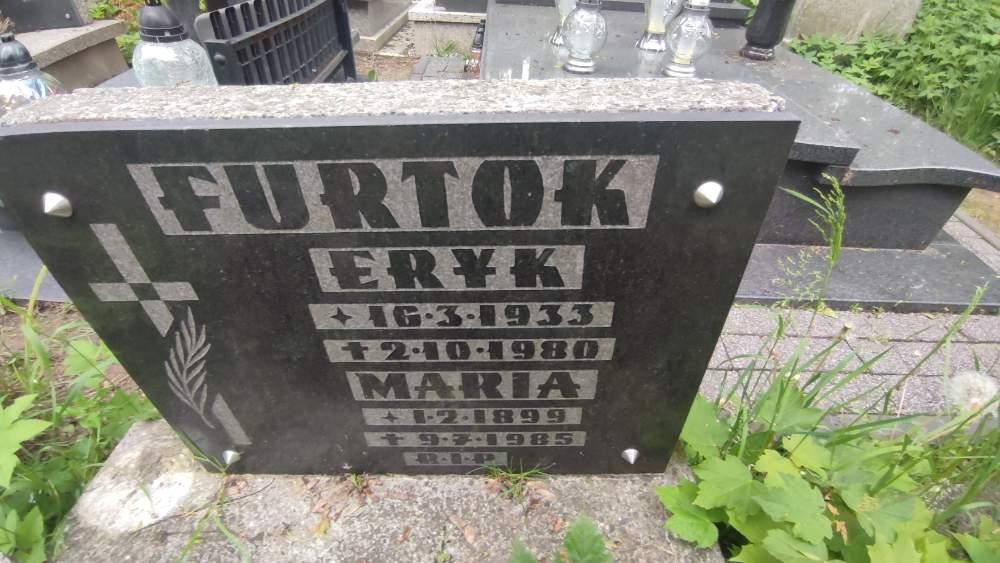 FURTOK
ERYK
✦ 16·3·1933
✝ 2·10·1980
MARIA
✦ 1·2·1899
✝ 9·7·1985
R·I·P